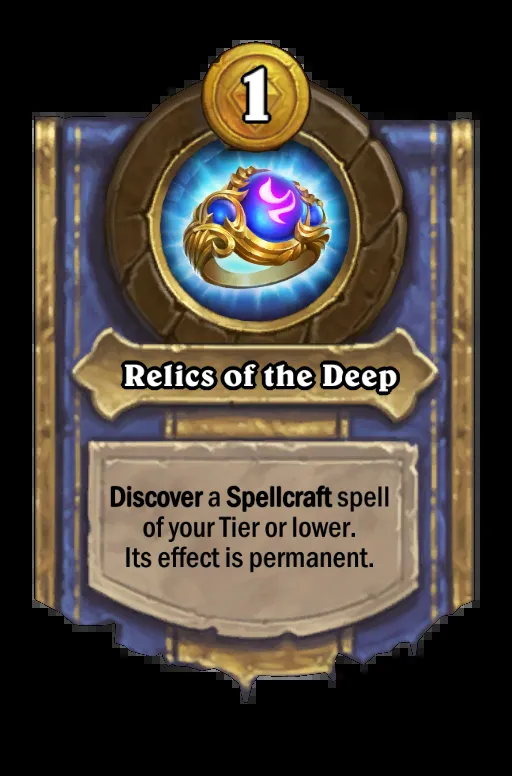 1
Relics of the Deep
Discover a Spellcraft spell
of your Tier or lower.
Its effect is permanent.